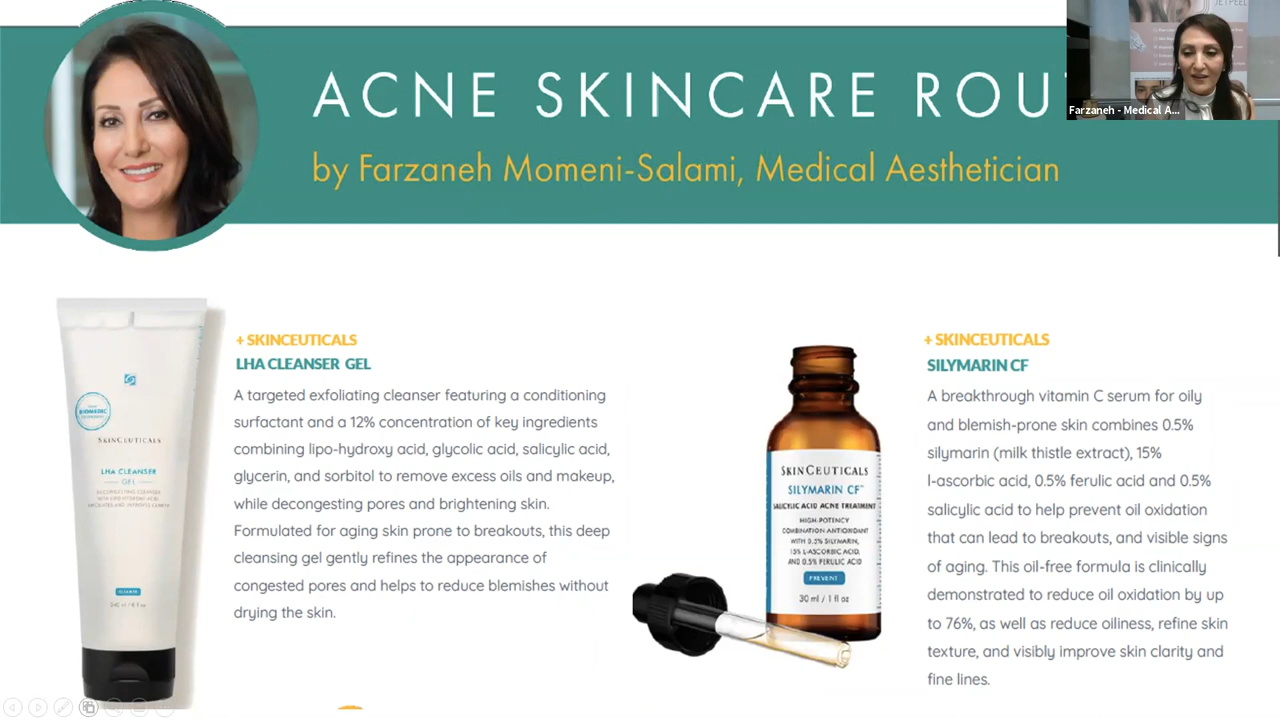 ACNE SKINCARE ROU
by Farzaneh Momeni-Salami, Medical Aesthetician
JETPEEL
Farzaneh - Medical A...
+ SKINCEUTICALS
LHA CLEANSER GEL
A targeted exfoliating cleanser featuring a conditioning
surfactant and a 12% concentration of key ingredients
combining lipo-hydroxy acid, glycolic acid, salicylic acid,
glycerin, and sorbitol to remove excess oils and makeup,
while decongesting pores and brightening skin.
Formulated for aging skin prone to breakouts, this deep
cleansing gel gently refines the appearance of
congested pores and helps to reduce blemishes without
drying the skin.
BIOMEDIC
SKINCEUTICALS
LHA CLEANSER
GEL
CLEANSE
240 ml / 8 fl oz
+ SKINCEUTICALS
SILYMARIN CF
A breakthrough vitamin C serum for oily
and blemish-prone skin combines 0.5%
silymarin (milk thistle extract), 15%
l-ascorbic acid, 0.5% ferulic acid and 0.5%
salicylic acid to help prevent oil oxidation
that can lead to breakouts, and visible signs
of aging. This oil-free formula is clinically
demonstrated to reduce oil oxidation by up
to 76%, as well as reduce oiliness, refine skin
texture, and visibly improve skin clarity and
fine lines.
SKINCEUTICALS
SILYMARIN CF™
SALICYLIC ACID ACNE TREATMENT
HIGH-POTENCY
COMBINATION ANTIOXIDANT
WITH 0.5% SILYMARIN,
15% L-ASCORBIC ACID,
AND 0.5% FERULIC ACID
PREVENT
30 ml / 1 fl oz